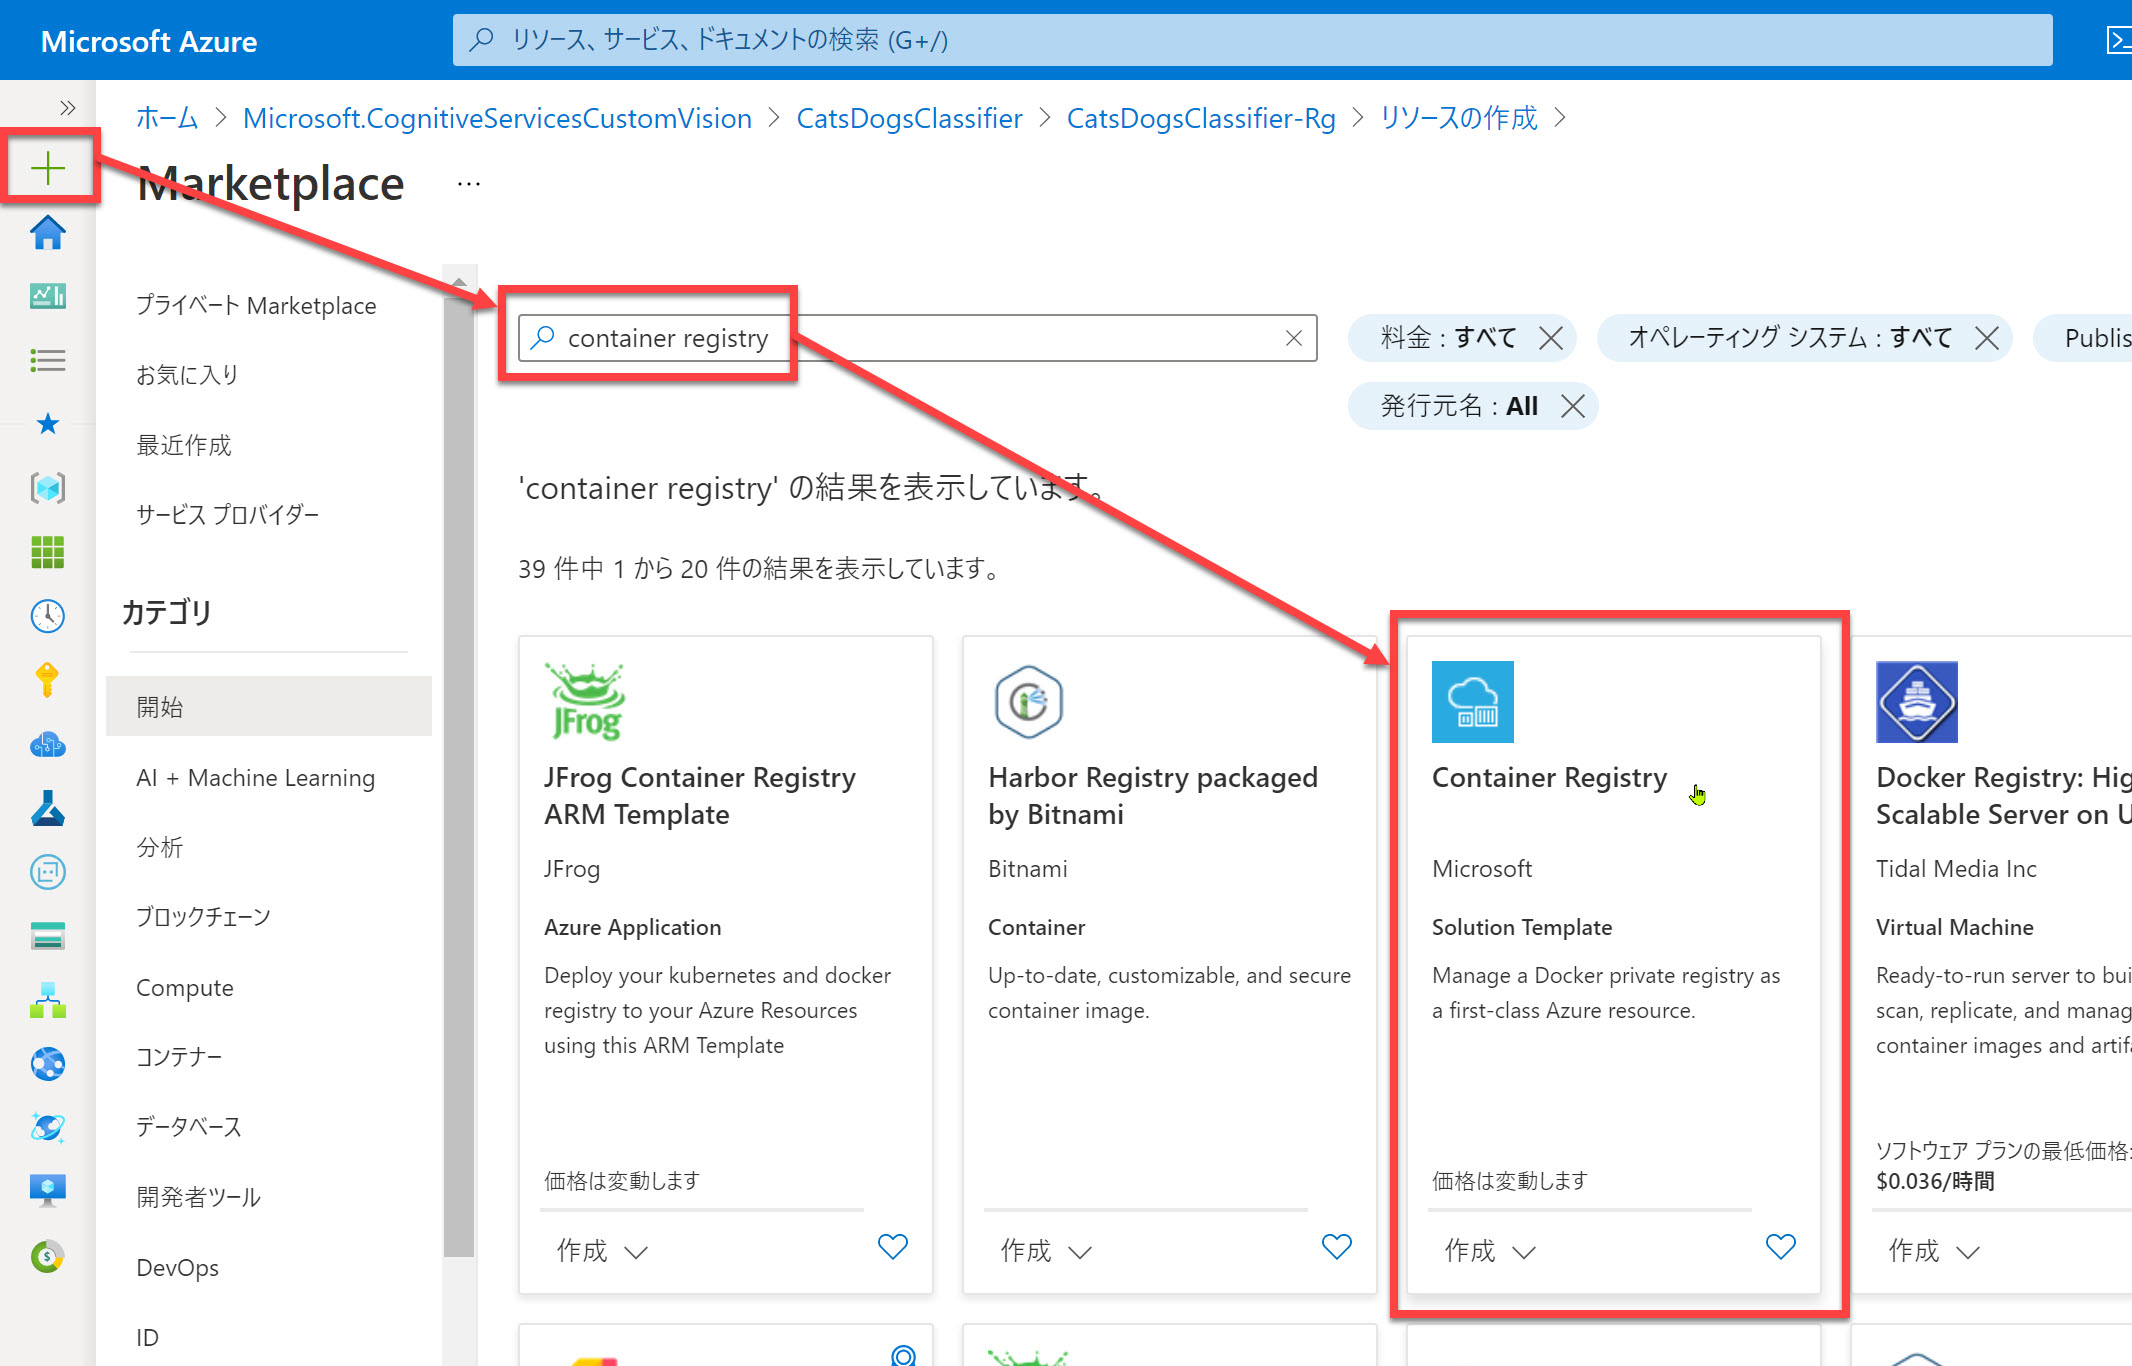 Microsoft Azure
リソース、サービス、ドキュメントの検索 (G+/)
ホーム > Microsoft.CognitiveServicesCustomVision > CatsDogsClassifier > CatsDogsClassifier-Rg > リソースの作成 >
Marketplace ...
プライベート Marketplace
お気に入り
最近作成
サービス プロバイダー
カテゴリ
開始
AI + Machine Learning
分析
ブロックチェーン
Compute
コンテナー
データベース
開発者ツール
DevOps
ID
container registry
料金 : すべて
オペレーティング システム : すべて
Publis
発行元名 : All
'container registry' の結果を表示しています。
39 件中 1 から 20 件の結果を表示しています。
JFrog
JFrog Container Registry
ARM Template
JFrog
Azure Application
Deploy your kubernetes and docker
registry to your Azure Resources
using this ARM Template
価格は変動します
作成
Harbor Registry packaged
by Bitnami
Bitnami
Container
Up-to-date, customizable, and secure
container image.
作成
Container Registry
Microsoft
Solution Template
Manage a Docker private registry as
a first-class Azure resource.
価格は変動します
作成
Docker Registry: Hig
Scalable Server on U
Tidal Media Inc
Virtual Machine
Ready-to-run server to bui
scan, replicate, and manag
container images and artifa
ソフトウェア プランの最低価格:
$0.036/時間
作成